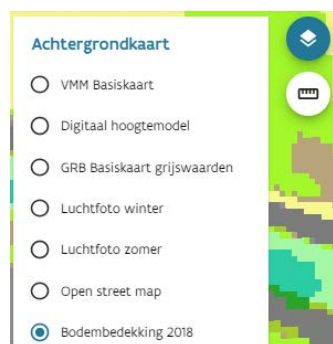 Achtergrondkaart
VMM Basiskaart
Digitaal hoogtemodel
GRB Basiskaart grijswaarden
Luchtfoto winter
Luchtfoto zomer
Open street map
Bodembedekking 2018